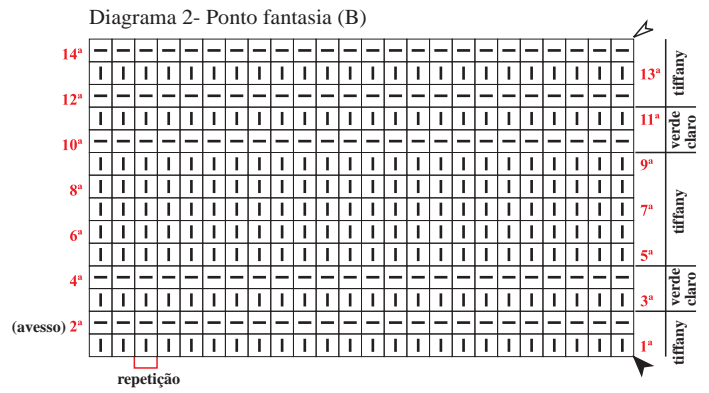 Diagrama 2- Ponto fantasia (B)
14ª
13ª
tiffany
12ª
11ª
verde
claro
10ª
9ª
8ª
7ª
tiffany
6ª
5ª
4ª
3ª
verde
claro
(avesso) 2ª
1ª
tiffany
repetição